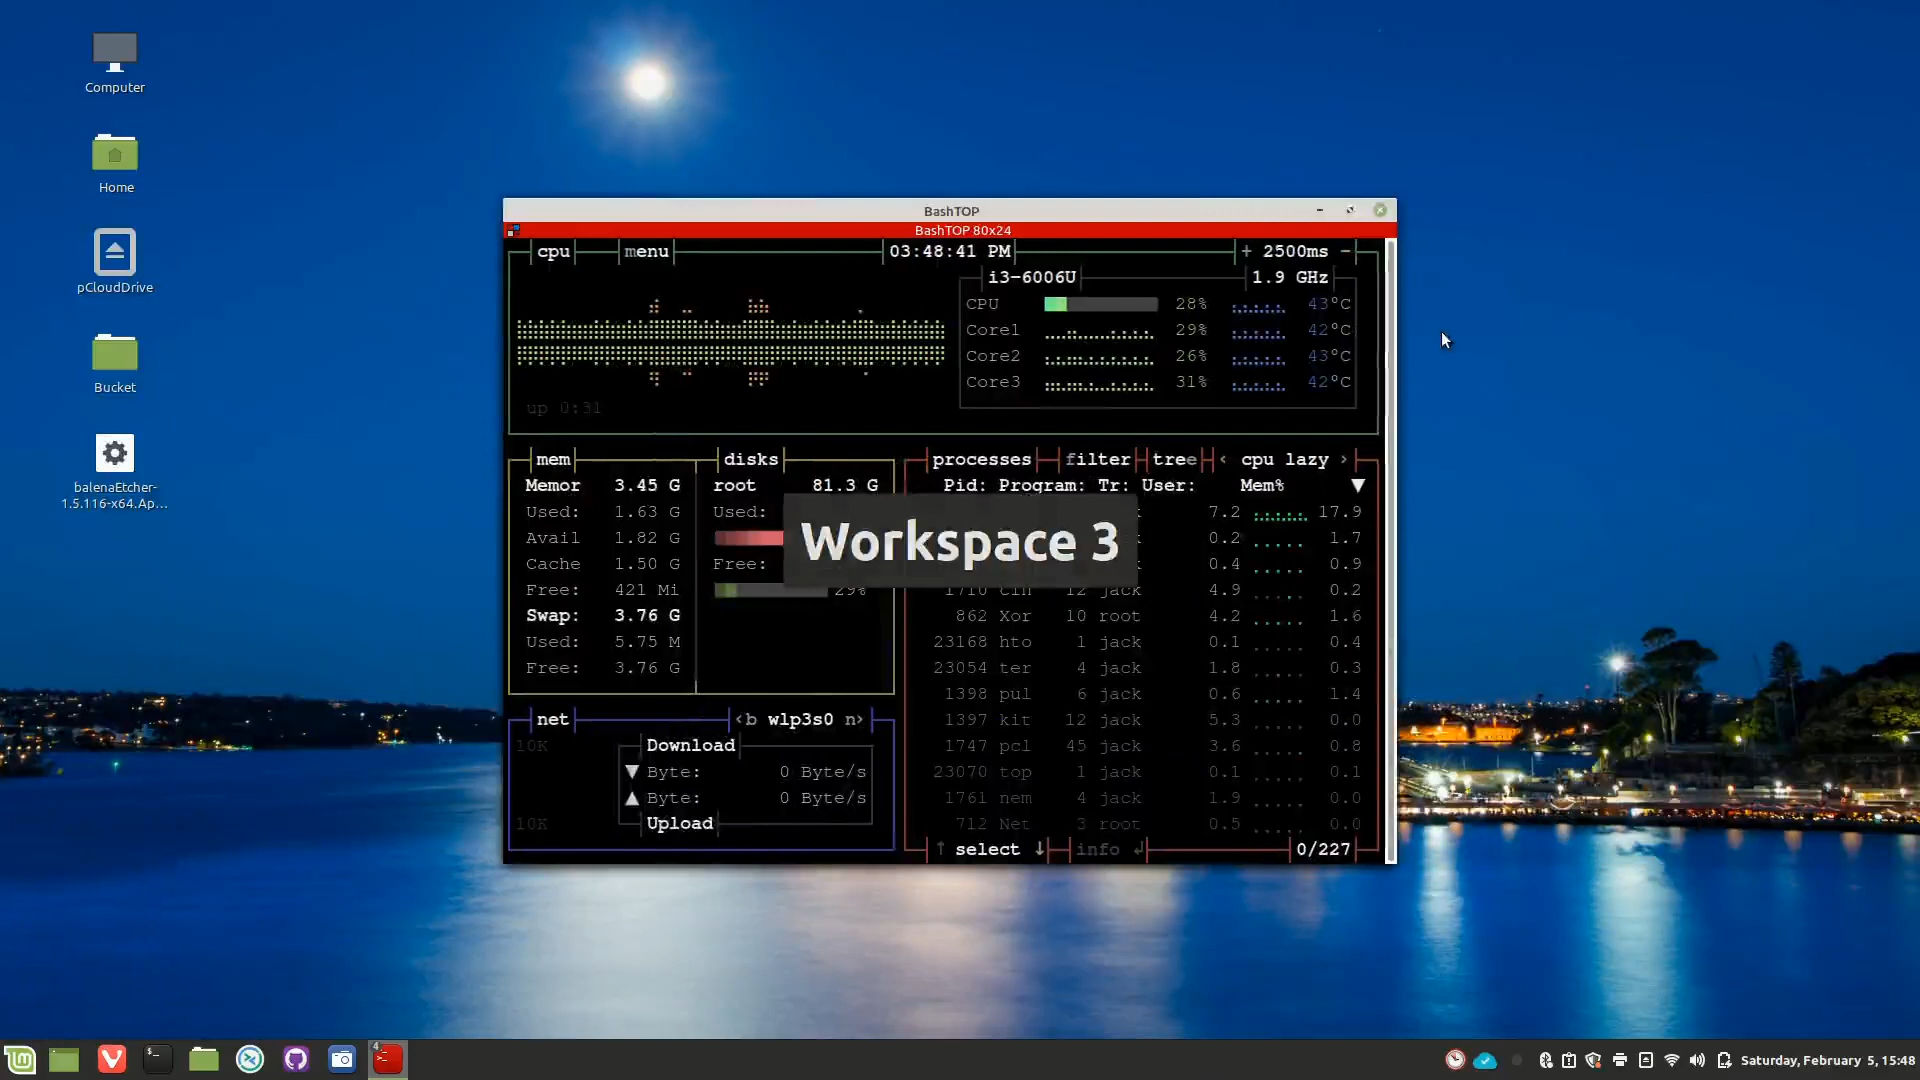 Computer
Home
pCloudDrive
Bucket
balenaEtcher-
1.5.116-x64.Ap...
BashTOP
BashTOP 80x24
cpu menu 03:48:41 PM + 2500ms -
i3-6006U 1.9 GHz
CPU 28% 43°C
Core1 29% 42°C
Core2 26% 43°C
Core3 31% 42°C
up 0:31
mem disks
Memor 3.45 G root 81.3 G
Used: 1.63 G Used:
Avail 1.82 G
Cache 1.50 G Free:
Free: 421 Mi 29%
Swap: 3.76 G
Used: 5.75 M
Free: 3.76 G
processes filter tree < cpu lazy >
Pid: Program: Tr: User: Mem% ▼
7.2 17.9
0.2 1.7
0.4 0.9
1710 12 jack 4.9 0.2
862 Xor 10 root 4.2 1.6
23168 hto 1 jack 0.1 0.4
23054 ter 4 jack 1.8 0.3
1398 pul 6 jack 0.6 1.4
1397 kit 12 jack 5.3 0.0
1747 pcl 45 jack 3.6 0.8
23070 top 1 jack 0.1 0.1
1761 nem 4 jack 1.9 0.0
712 Net 3 root 0.5 0.0
↑ select ↓ info ↲ 0/227
Workspace 3
net <b wlp3s0 n>
10K Download
▼ Byte: 0 Byte/s
▲ Byte: 0 Byte/s
10K Upload
4
Saturday, February 5, 15:48